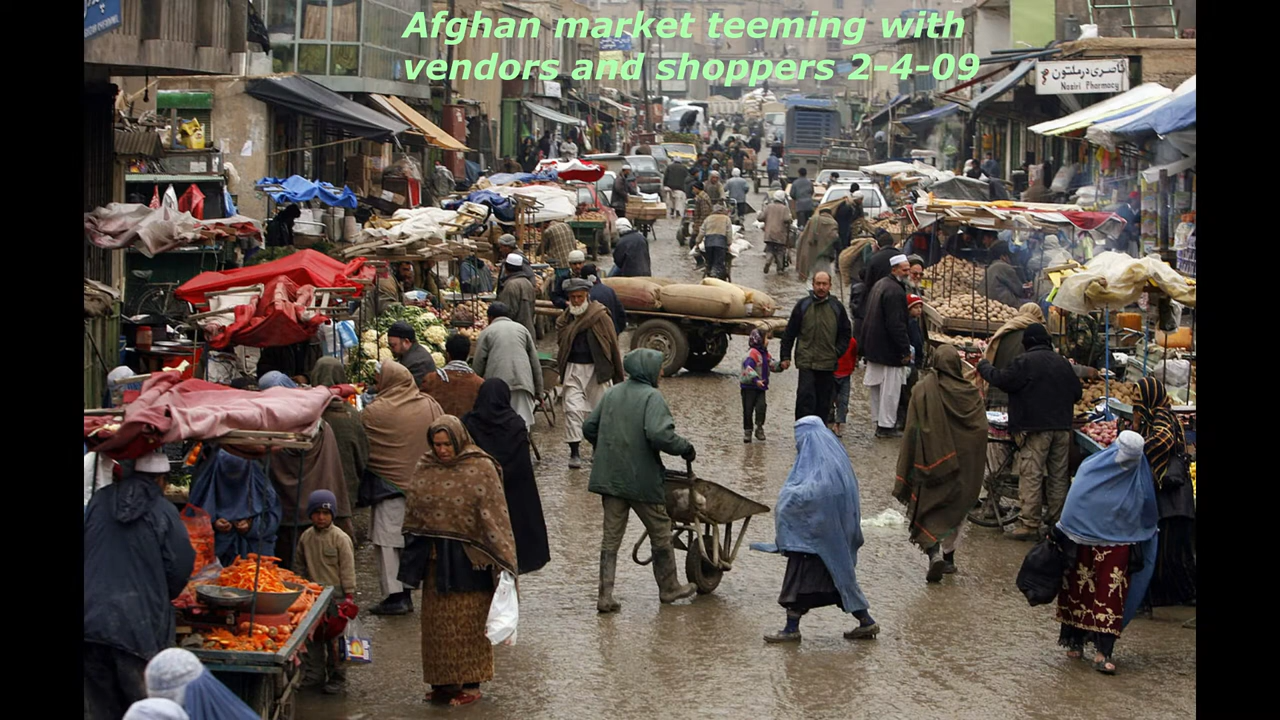 Afghan market teeming with
vendors and shoppers 2-4-09
ناصری درملتون
Nasiri Pharmacy